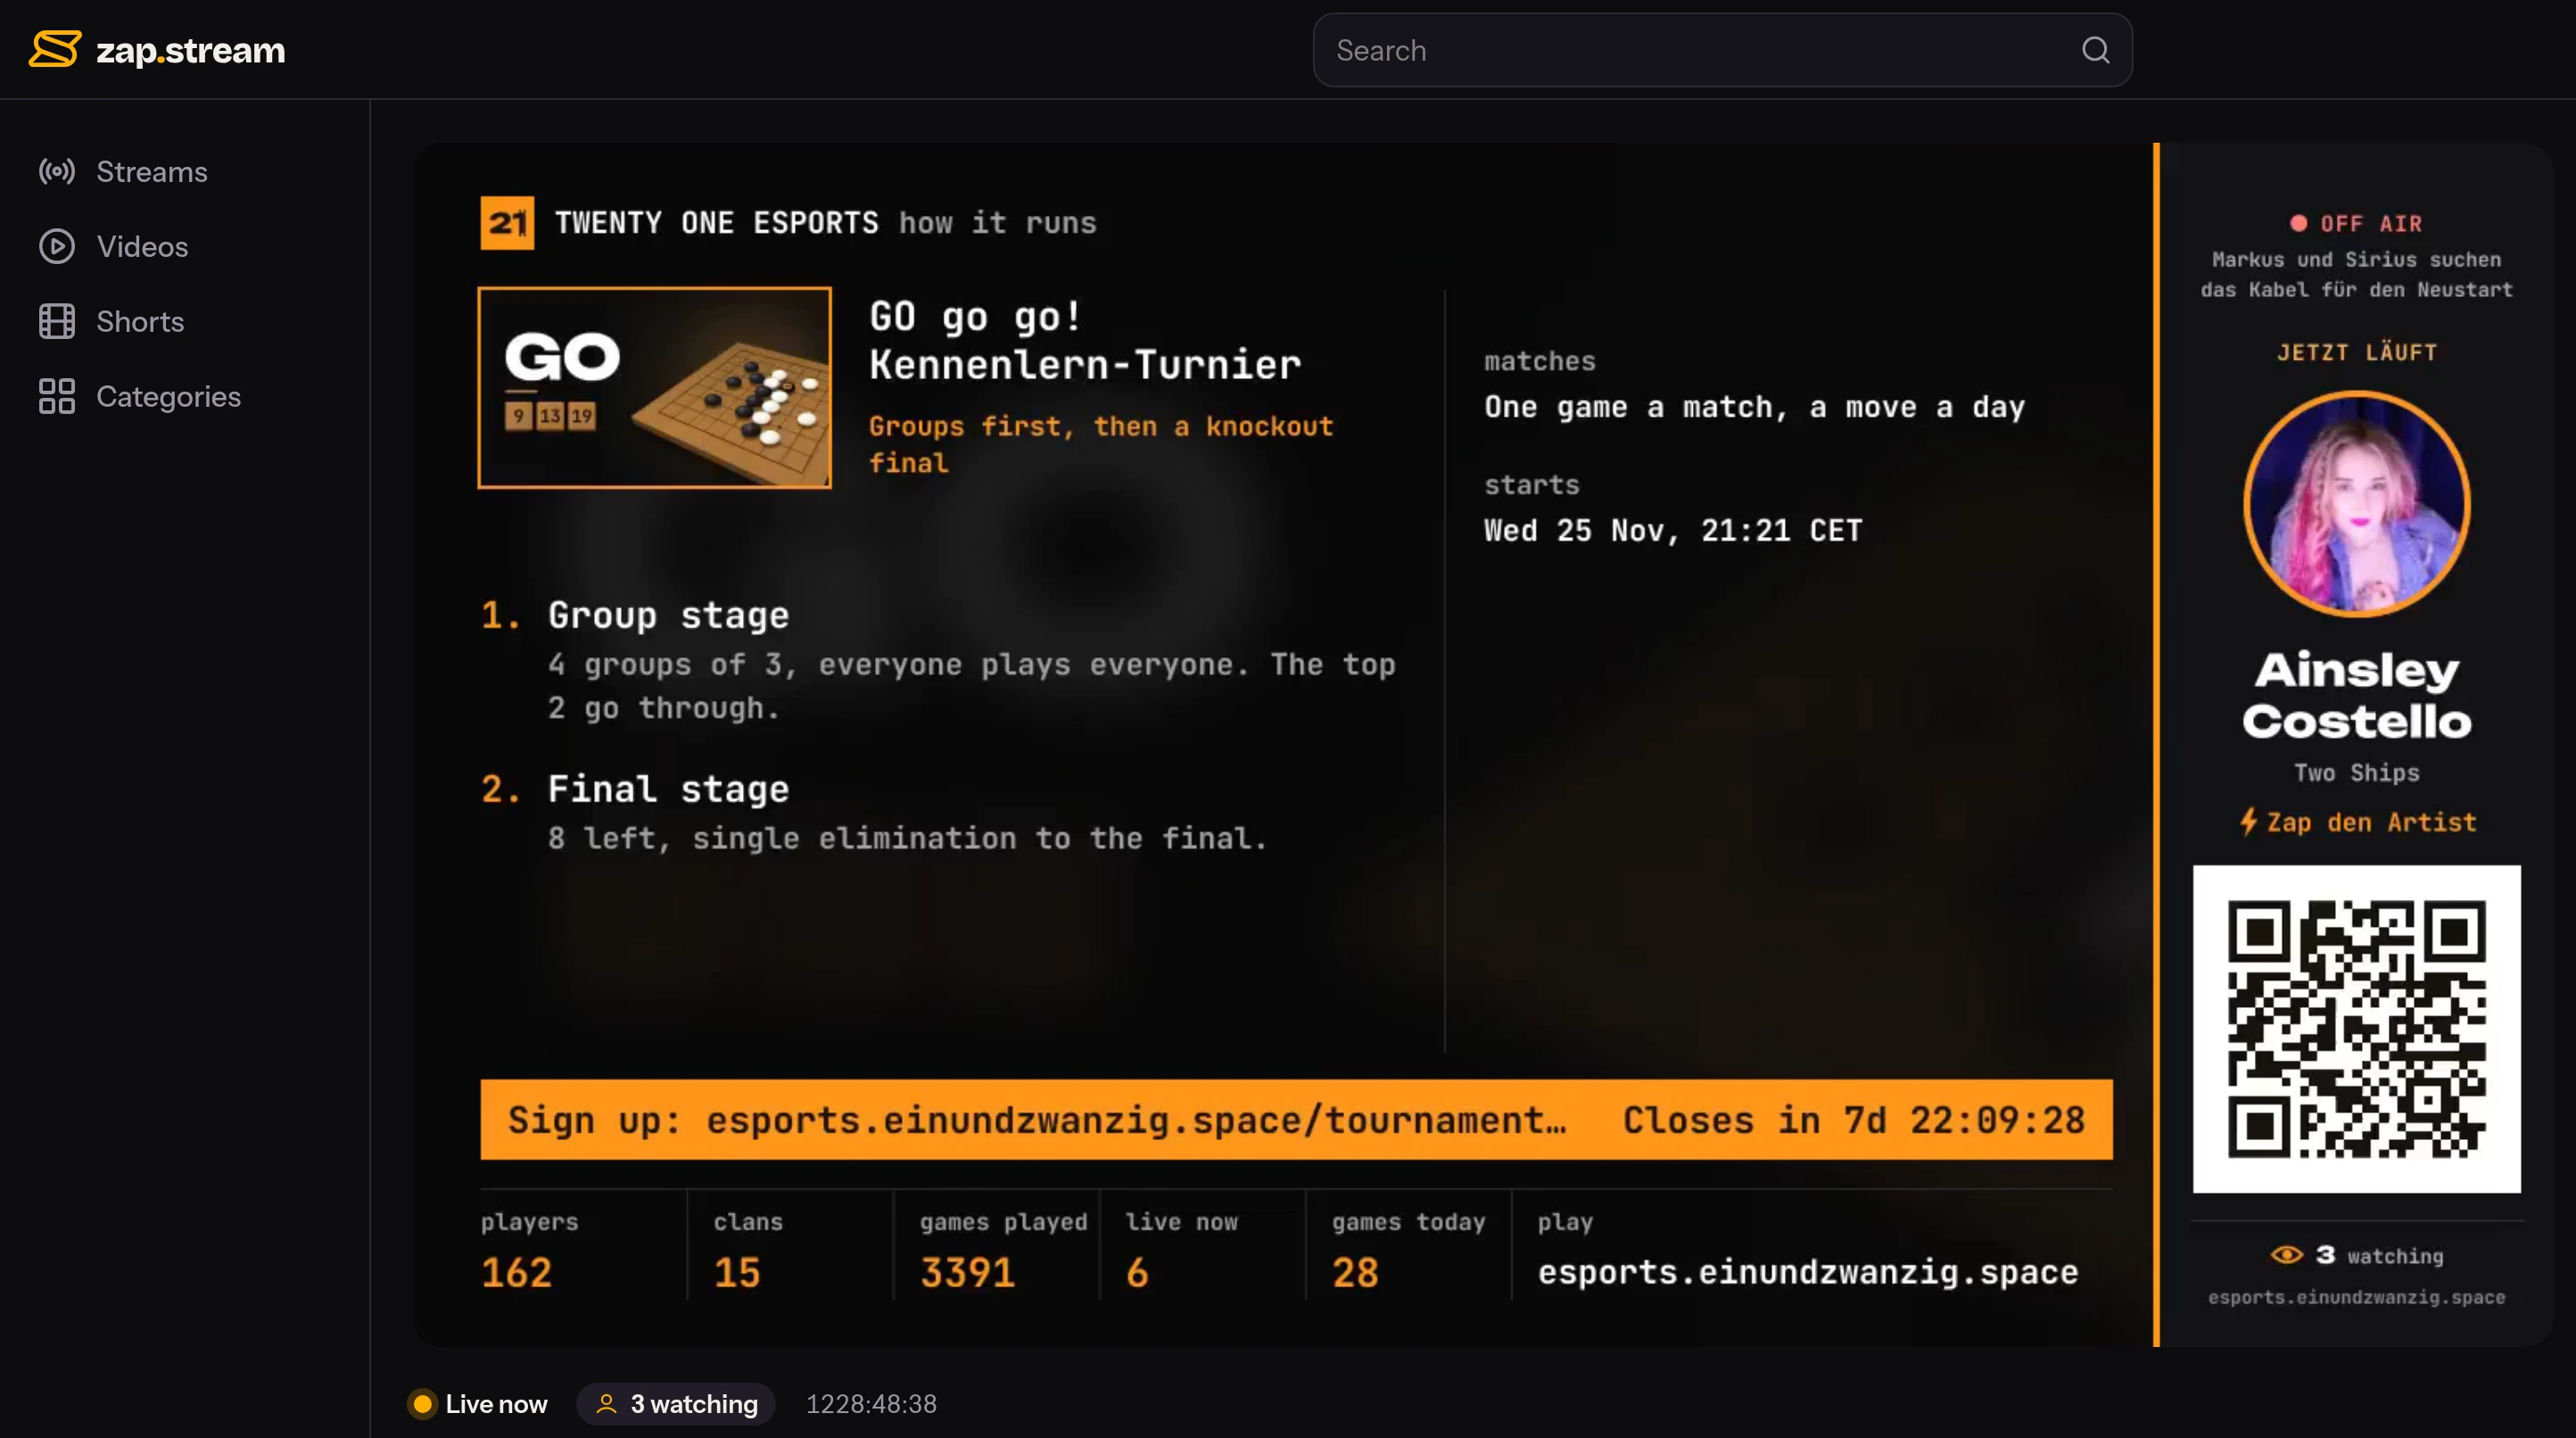 zap.stream
Search
Streams
Videos
Shorts
Categories
21 TWENTY ONE ESPORTS how it runs
GO
9 13 19
GO go go!
Kennenlern-Turnier
Groups first, then a knockout
final
matches
One game a match, a move a day
starts
Wed 25 Nov, 21:21 CET
1. Group stage
4 groups of 3, everyone plays everyone. The top
2 go through.
2. Final stage
8 left, single elimination to the final.
Sign up: esports.einundzwanzig.space/tournament… Closes in 7d 22:09:28
players
162
clans
15
games played
3391
live now
6
games today
28
play
esports.einundzwanzig.space
OFF AIR
Markus und Sirius suchen
das Kabel für den Neustart
JETZT LÄUFT
Ainsley
Costello
Two Ships
Zap den Artist
3 watching
esports.einundzwanzig.space
Live now
3 watching
1228:48:38